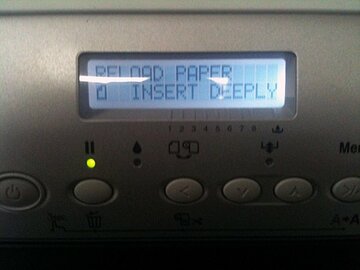 RELOAD PAPER
INSERT DEEPLY
1 2 3 4 5 6 7 8